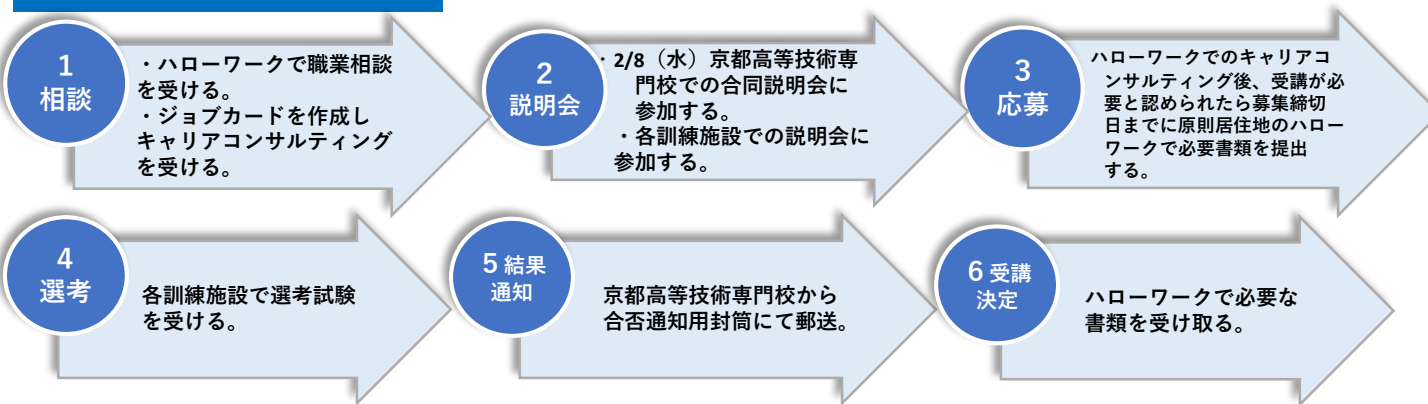 1
相談
・ハローワークで職業相談
を受ける。
・ジョブカードを作成し
キャリアコンサルティング
を受ける。
2
説明会
・2/8（水）京都高等技術専
門校での合同説明会に
参加する。
・各訓練施設での説明会に
参加する。
3
応募
ハローワークでのキャリアコ
ンサルティング後、受講が必
要と認められたら募集締切
日までに原則居住地のハロー
ワークで必要書類を提出
する。
4
選考
各訓練施設で選考試験
を受ける。
5 結果
通知
京都高等技術専門校から
合否通知用封筒にて郵送。
6 受講
決定
ハローワークで必要な
書類を受け取る。